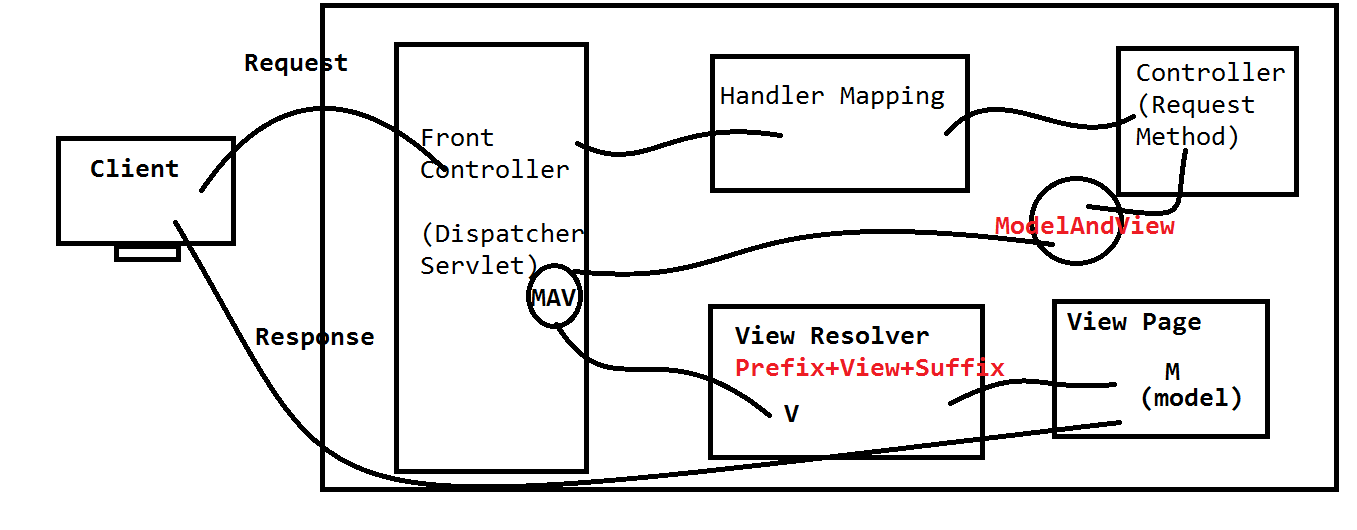 Request
Client
Response
Front
Controller
(Dispatcher
Servlet)
MAV
Handler Mapping
Controller
(Request
Method)
ModelAndView
View Resolver
Prefix+View+Suffix
V
View Page
M
(model)